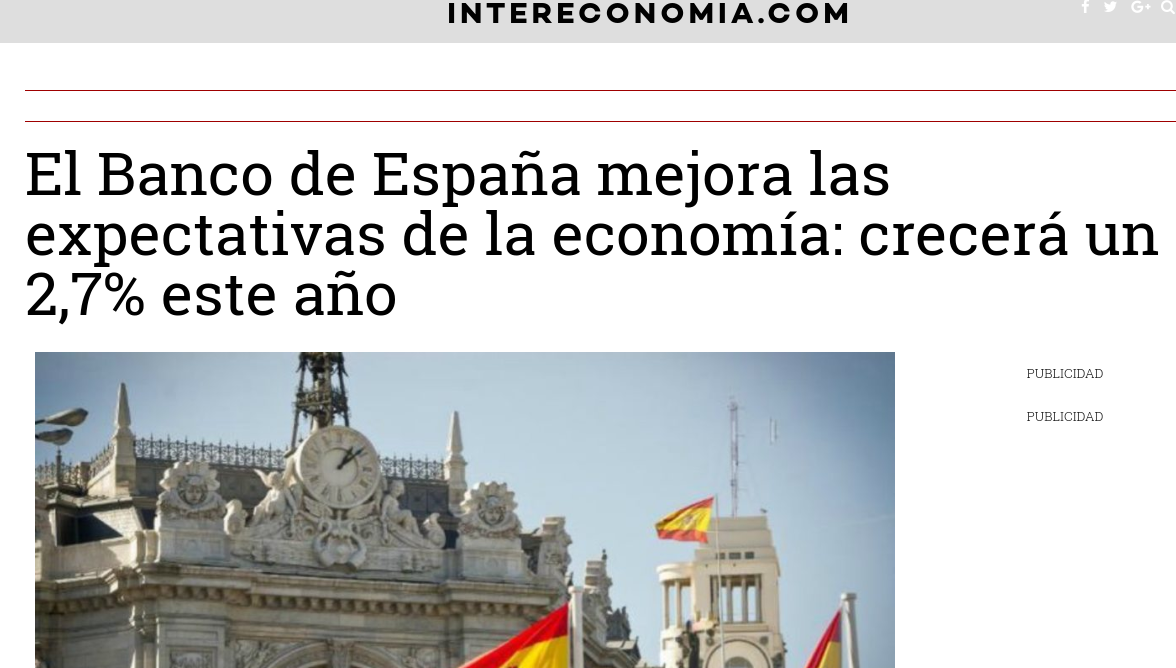 INTERECONOMIA.COM
El Banco de España mejora las
expectativas de la economía: crecerá un
2,7% este año
PUBLICIDAD
PUBLICIDAD